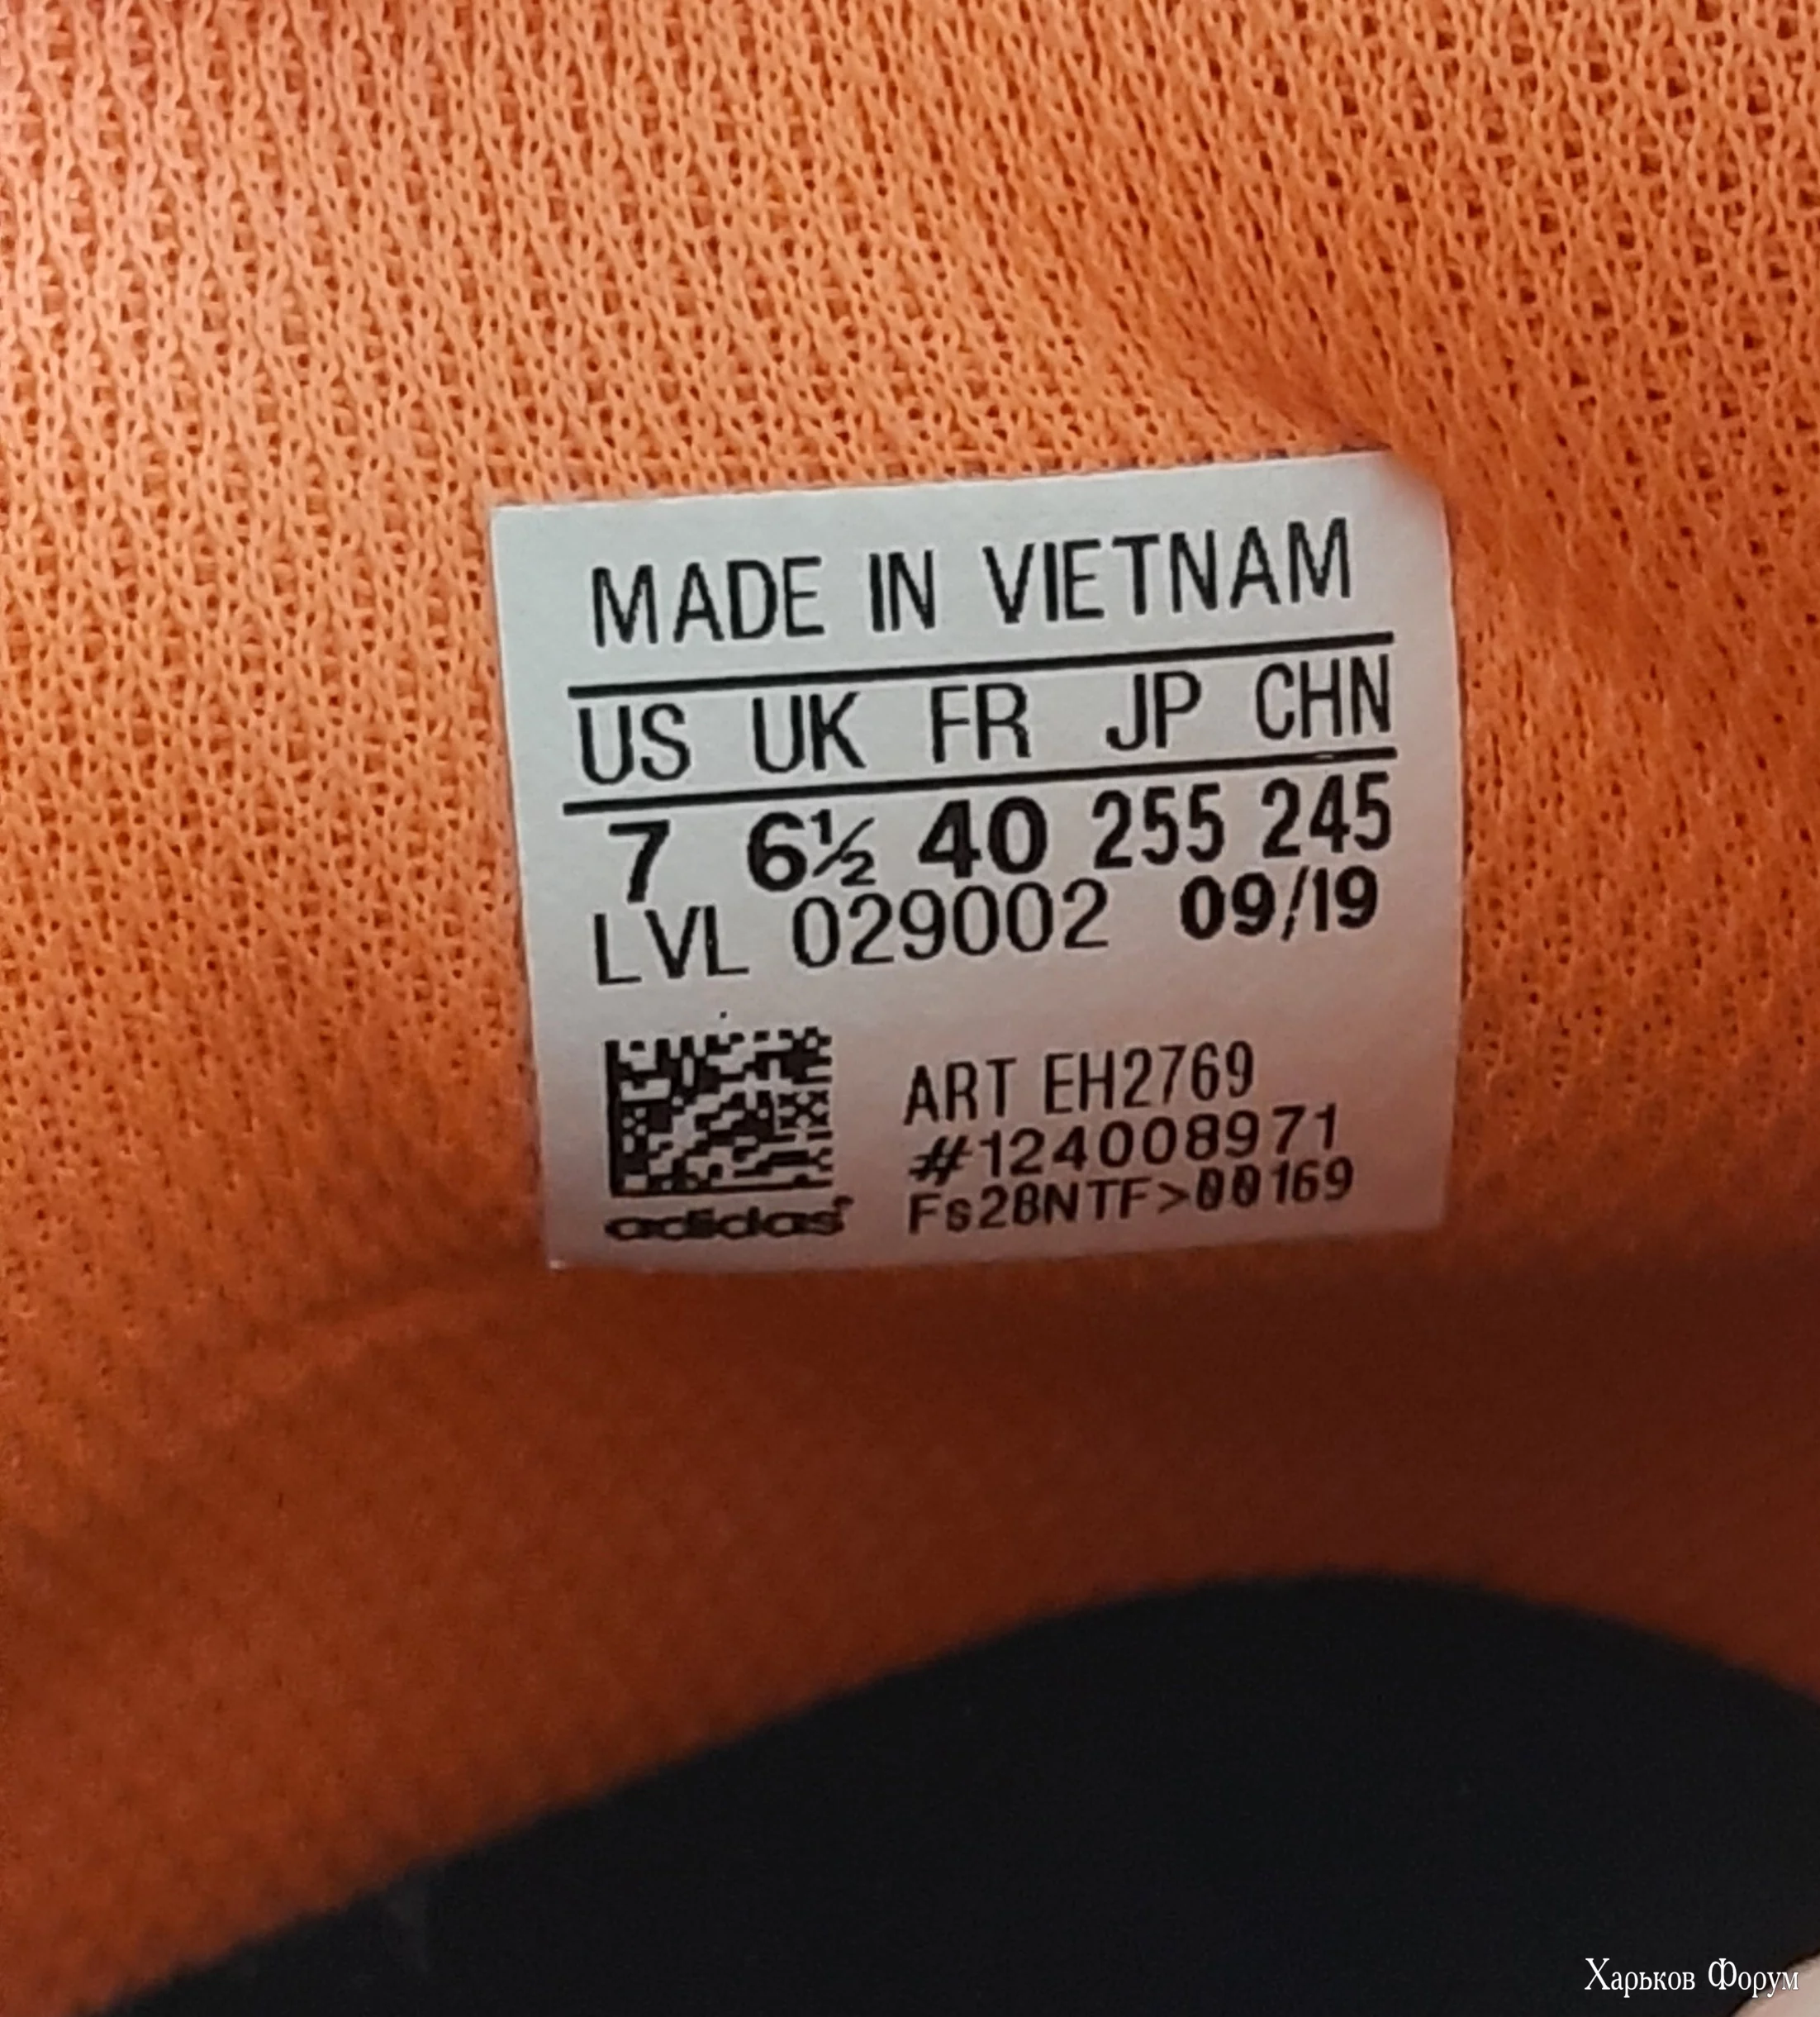 MADE IN VIETNAM
US UK FR JP CHN
7 6½ 40 255 245
LVL 029002 09/19
ART EH2769
#124008971
Fs28NTF>00169
adidas
Харьков Форум